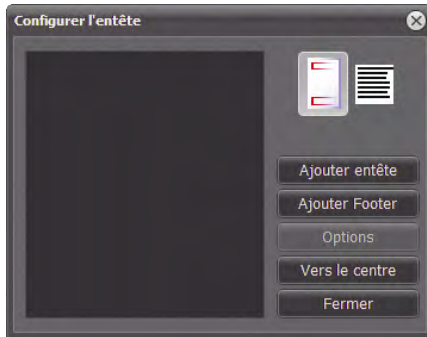 Configurer l'entête
Ajouter entête
Ajouter Footer
Options
Vers le centre
Fermer